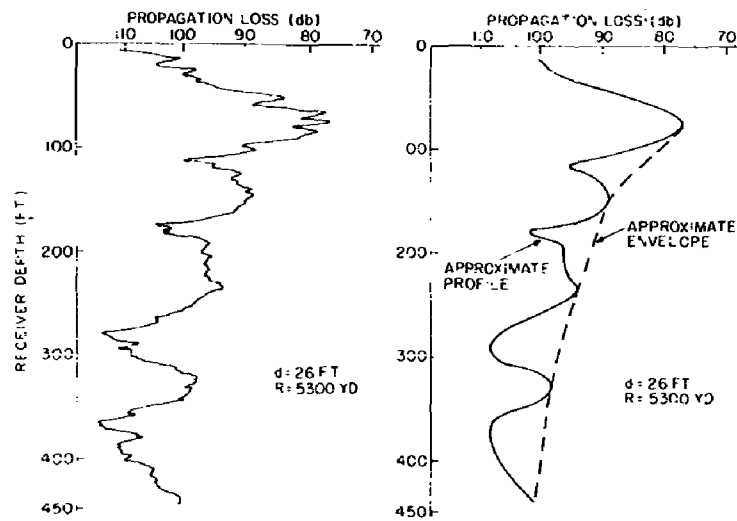 PROPAGATION LOSS (db)
0 110 100 90 80 70
100
200
300
400
450
RECEIVER DEPTH (FT)
d=26 FT
R=5300 YD
PROPAGATION LOSS (db)
0 100 90 80 70
00
200
300
400
450
APPROXIMATE
ENVELOPE
APPROXIMATE
PROFILE
d=26 FT
R=5300 YD